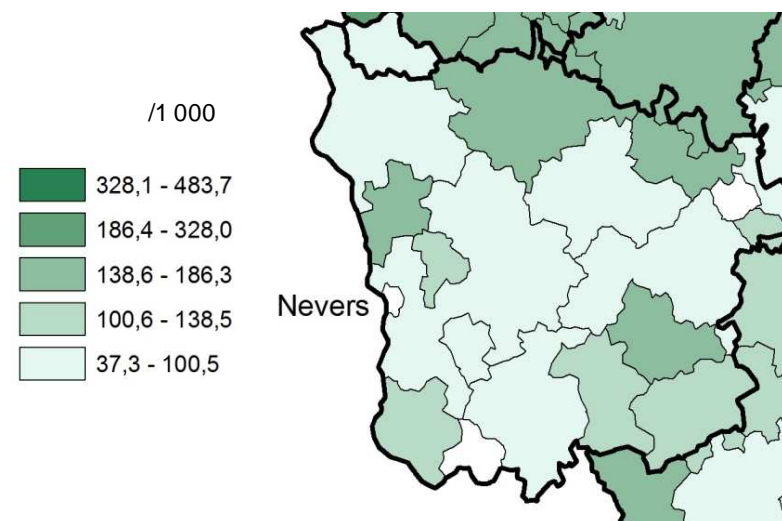 /1 000
328,1 - 483,7
186,4 - 328,0
138,6 - 186,3
100,6 - 138,5
37,3 - 100,5
Nevers